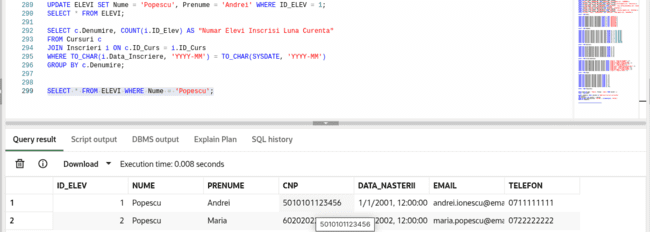 289 UPDATE ELEVI SET Nume = 'Popescu', Prenume = 'Andrei' WHERE ID_ELEV = 1;
290 SELECT * FROM ELEVI;
291
292 SELECT c.Denumire, COUNT(i.ID_Elev) AS "Numar Elevi Inscrisi Luna Curenta"
293 FROM Cursuri c
294 JOIN Inscrieri i ON c.ID_Curs = i.ID_Curs
295 WHERE TO_CHAR(i.Data_Inscriere, 'YYYY-MM') = TO_CHAR(SYSDATE, 'YYYY-MM')
296 GROUP BY c.Denumire;
297
298
299 SELECT * FROM ELEVI WHERE Nume = 'Popescu';
Query result Script output DBMS output Explain Plan SQL history
Download Execution time: 0.008 seconds
ID_ELEV NUME PRENUME CNP DATA_NASTERII EMAIL TELEFON
1 1 Popescu Andrei 5010101123456 1/1/2001, 12:00:00 andrei.ionescu@ema 0711111111
2 2 Popescu Maria 6020202 2002, 12:00:00 maria.popescu@ema 0722222222
5010101123456